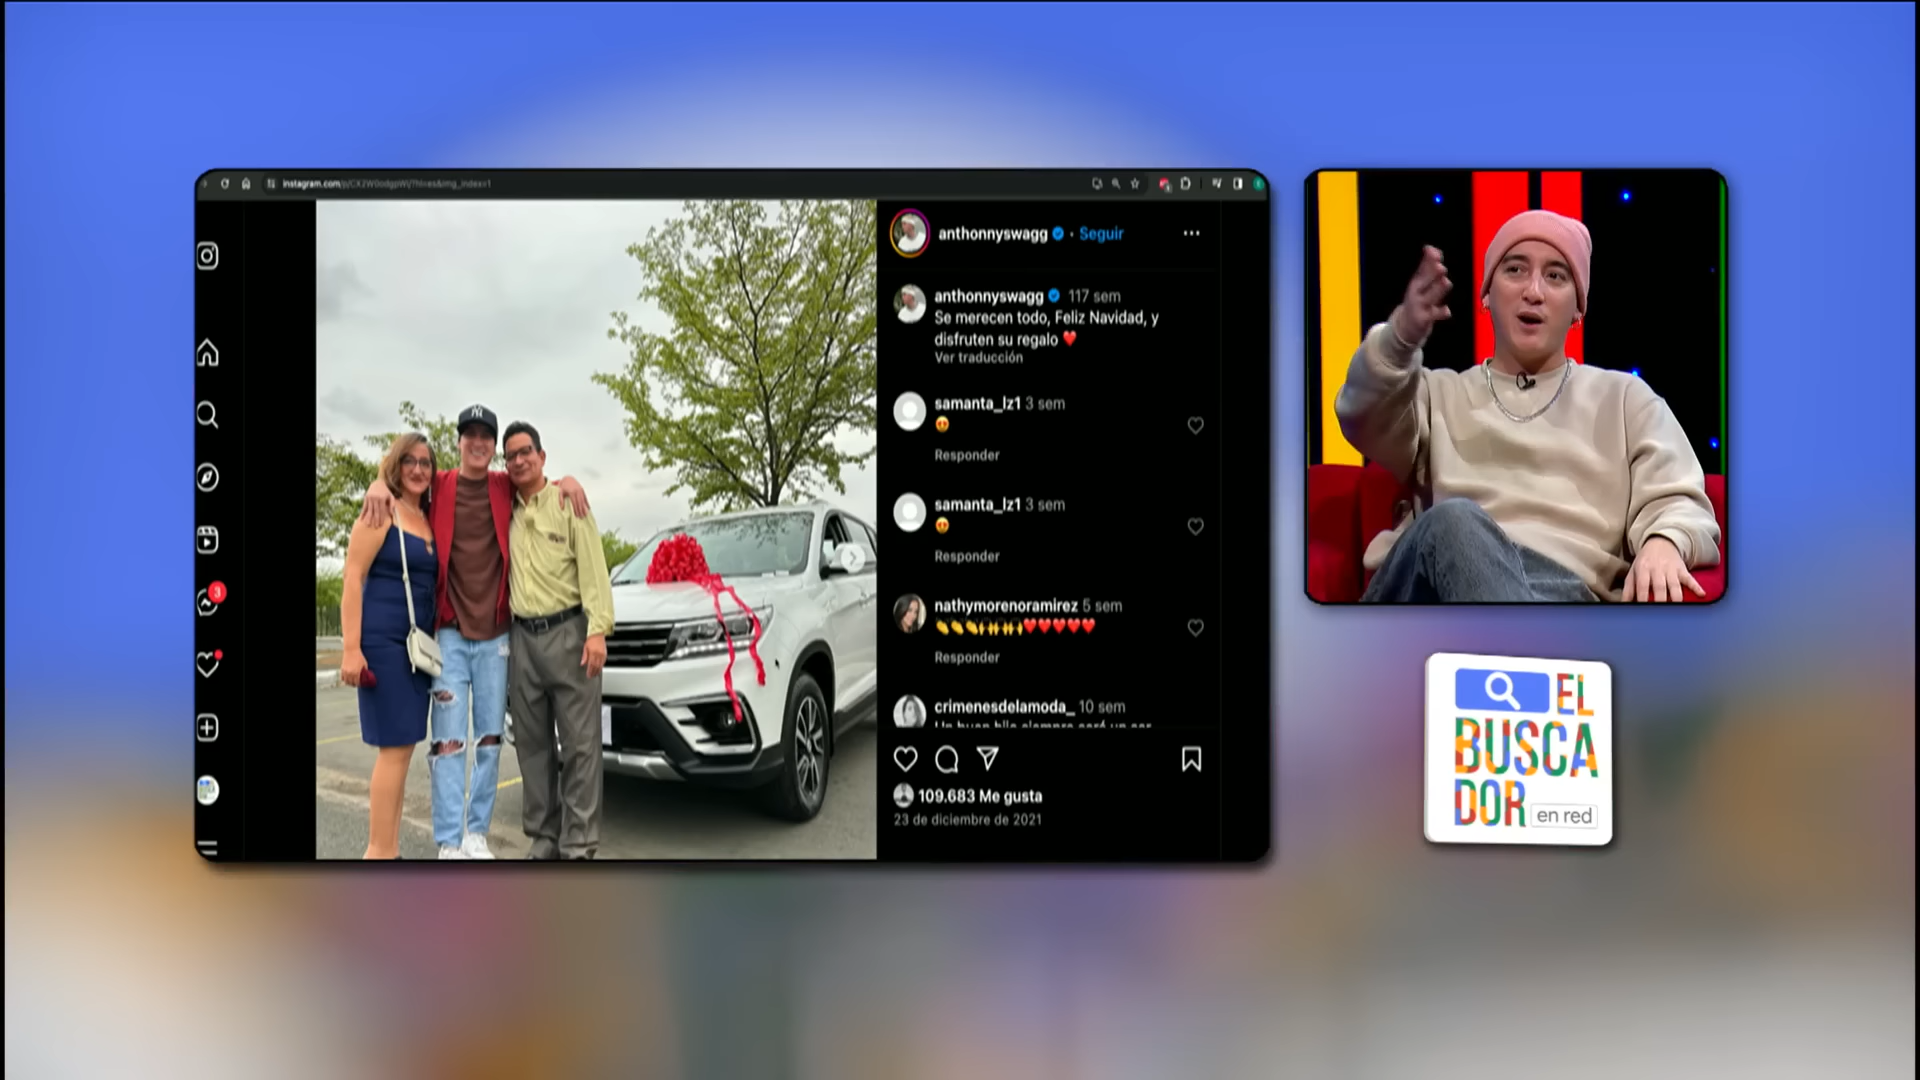 instagram.com
anthonnyswagg · Seguir
anthonnyswagg 117 sem
Se merecen todo, Feliz Navidad, y
disfruten su regalo ❤️
Ver traducción
samanta_lz1 3 sem
😍
Responder
samanta_lz1 3 sem
😍
Responder
nathymorenoramirez 5 sem
Responder
crimenesdelamoda_ 10 sem
109.683 Me gusta
23 de diciembre de 2021
3
EL
BUSCA
DOR
en red